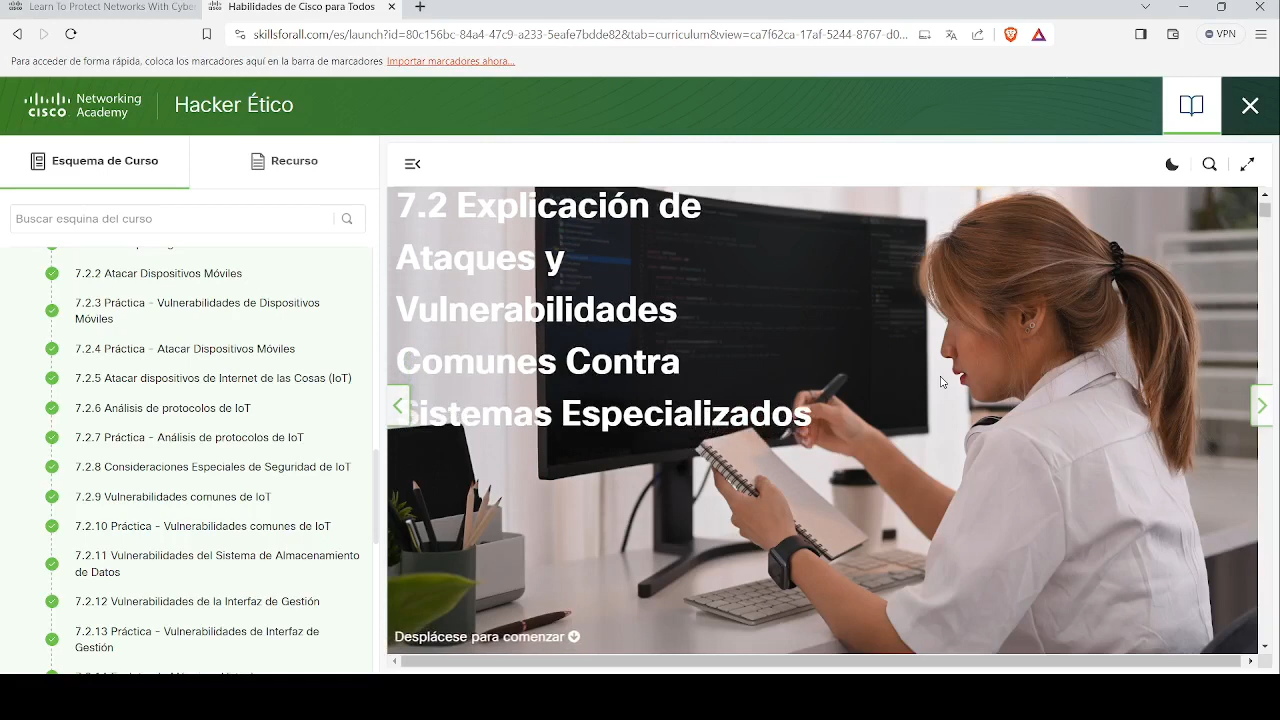 Learn To Protect Networks With Cyber
Habilidades de Cisco para Todos
skillsforall.com/es/launch?id=80c156bc-84a4-47c9-a233-5eafe7bdde82&tab=curriculum&view=ca7f62ca-17af-5244-8767-d0...
VPN
Para acceder de forma rápida, coloca los marcadores aquí en la barra de marcadores Importar marcadores ahora...
CISCO Networking Academy
Hacker Ético
Esquema de Curso
Recurso
Buscar esquina del curso
7.2.2 Atacar Dispositivos Móviles
7.2.3 Práctica - Vulnerabilidades de Dispositivos
Móviles
7.2.4 Práctica - Atacar Dispositivos Móviles
7.2.5 Atacar dispositivos de Internet de las Cosas (IoT)
7.2.6 Análisis de protocolos de IoT
7.2.7 Práctica - Análisis de protocolos de IoT
7.2.8 Consideraciones Especiales de Seguridad de IoT
7.2.9 Vulnerabilidades comunes de IoT
7.2.10 Práctica - Vulnerabilidades comunes de IoT
7.2.11 Vulnerabilidades del Sistema de Almacenamiento
de Datos
7.2.12 Vulnerabilidades de la Interfaz de Gestión
7.2.13 Práctica - Vulnerabilidades de Interfaz de
Gestión
7.2 Explicación de
Ataques y
Vulnerabilidades
Comunes Contra
Sistemas Especializados
Desplácese para comenzar